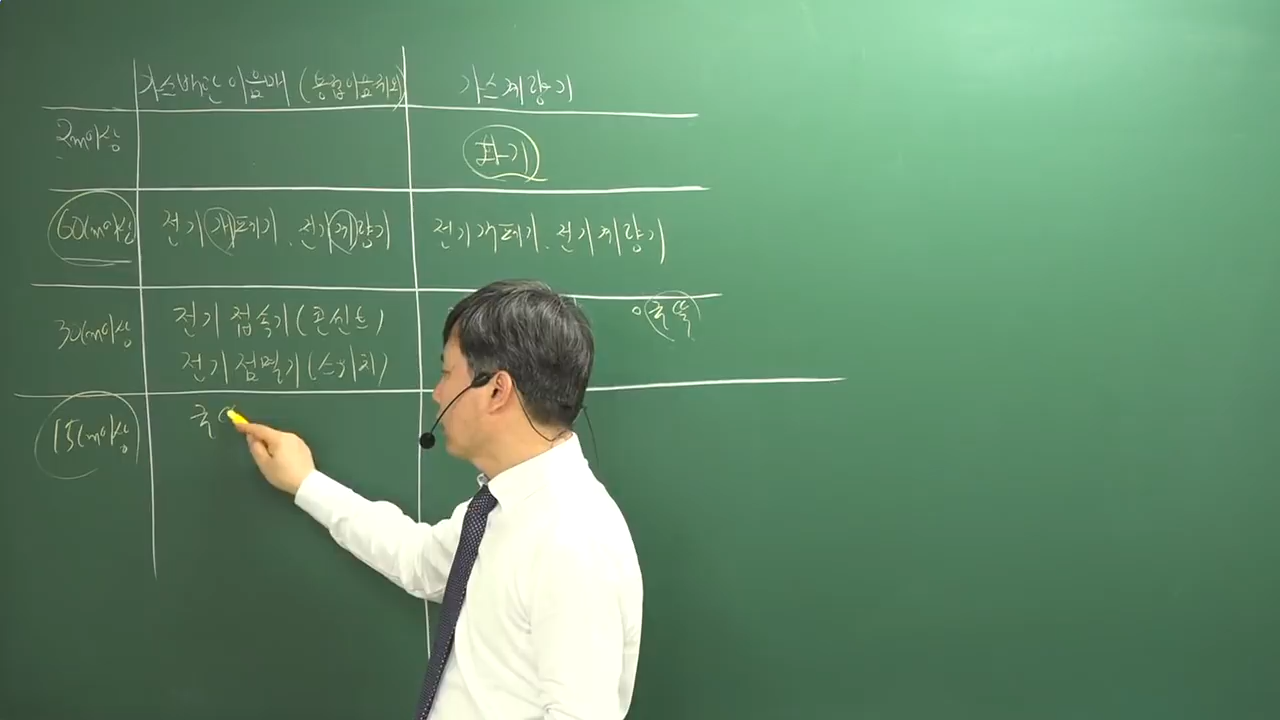 가스배관 이음매 (용접이음제외) 가스계량기
2m이상 화기
60cm이상 전기개폐기. 전기계량기 전기개폐기. 전기계량기
30cm이상 전기 접속기(콘센트) 굴뚝
전기 점멸기(스위치)
15cm이상 굴